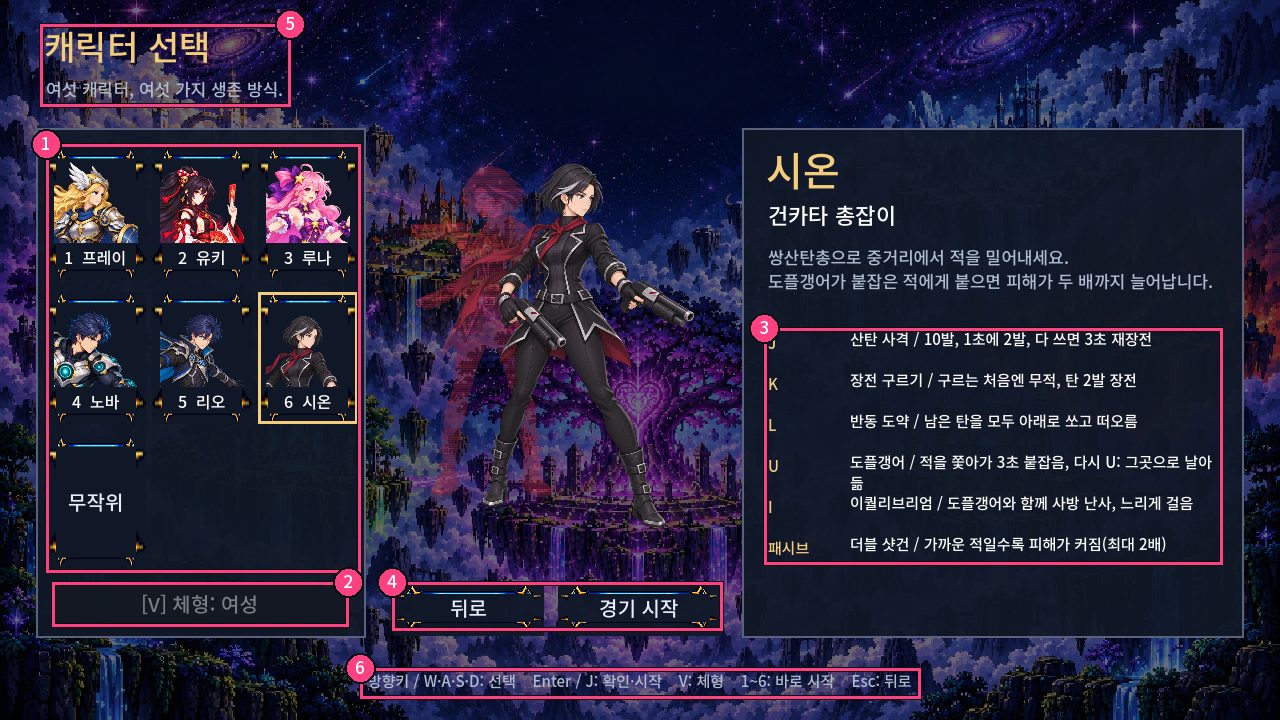 5
캐릭터 선택
여섯 캐릭터, 여섯 가지 생존 방식.
1
1 프레이
2 유키
3 루나
4 노바
5 리오
6 시온
무작위
2
[V] 체형: 여성
4
뒤로
경기 시작
시온
건카타 총잡이
쌍산탄총으로 중거리에서 적을 밀어내세요.
도플갱어가 붙잡은 적에게 붙으면 피해가 두 배까지 늘어납니다.
3
J 산탄 사격 / 10발, 1초에 2발, 다 쓰면 3초 재장전
K 장전 구르기 / 구르는 처음엔 무적, 탄 2발 장전
L 반동 도약 / 남은 탄을 모두 아래로 쏘고 떠오름
U 도플갱어 / 적을 쫓아가 3초 붙잡음, 다시 U: 그곳으로 날아
듦
I 이퀄리브리엄 / 도플갱어와 함께 사방 난사, 느리게 걸음
패시브 더블 샷건 / 가까운 적일수록 피해가 커짐(최대 2배)
6
방향키 / W·A·S·D: 선택 Enter / J: 확인·시작 V: 체형 1~6: 바로 시작 Esc: 뒤로